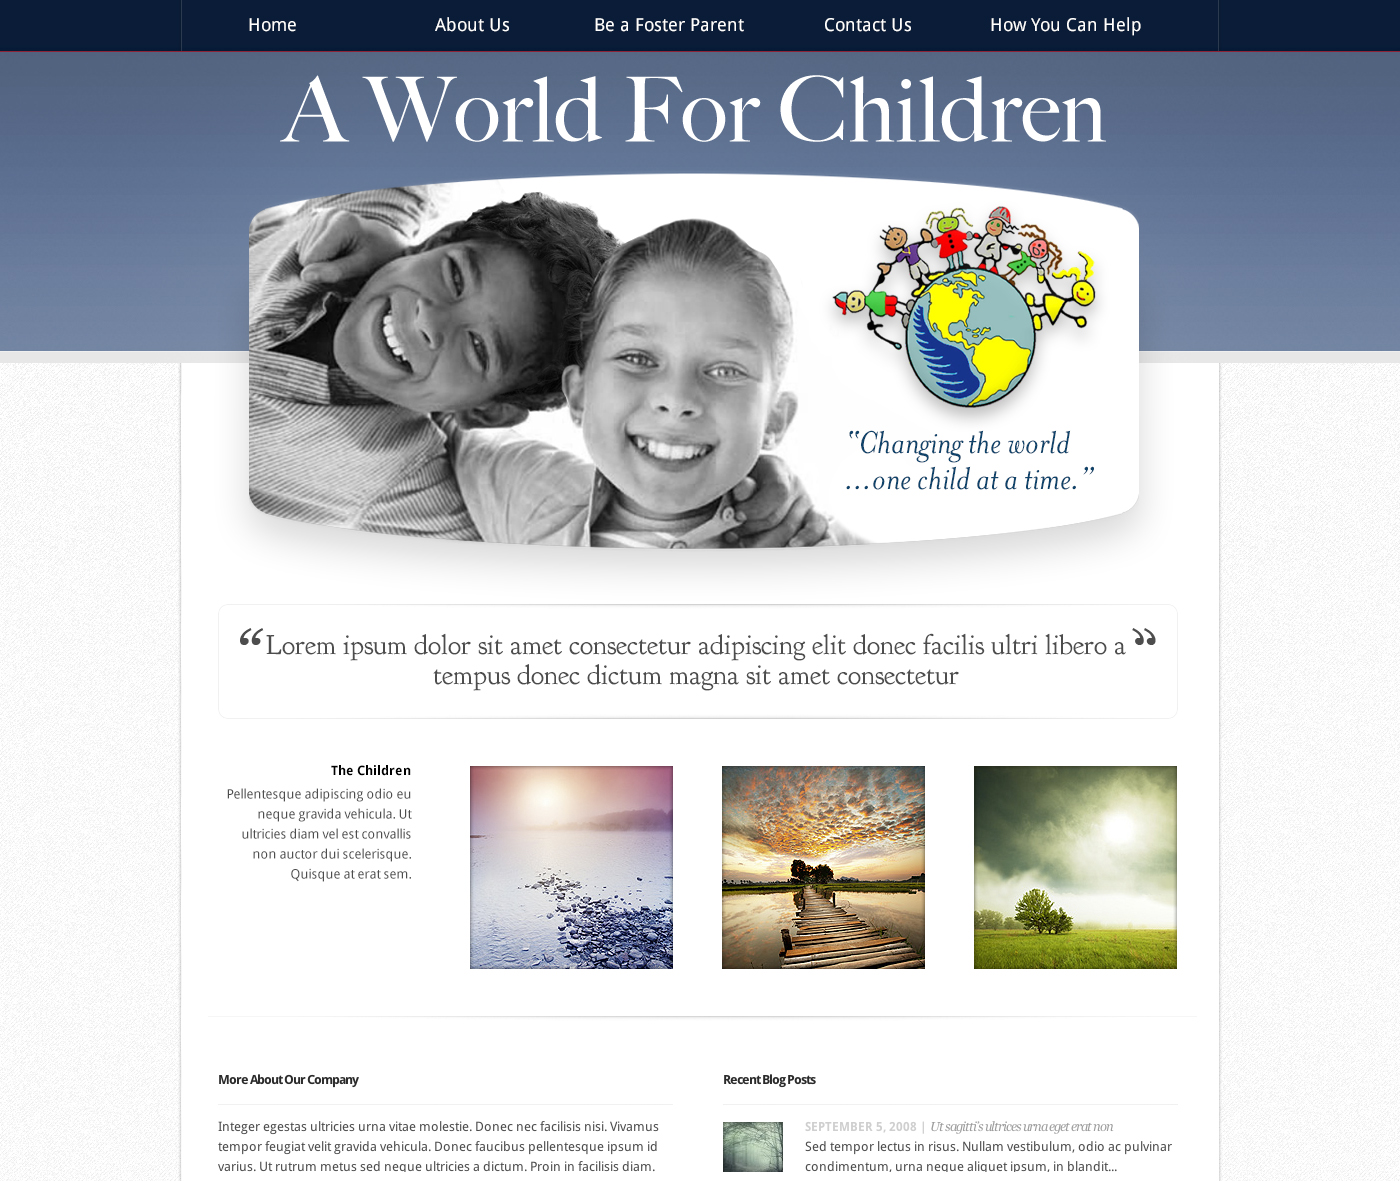 Home About Us Be a Foster Parent Contact Us How You Can Help
A World For Children
“Changing the world
...one child at a time.”
“Lorem ipsum dolor sit amet consectetur adipiscing elit donec facilis ultri libero a”
tempus donec dictum magna sit amet consectetur
The Children
Pellentesque adipiscing odio eu
neque gravida vehicula. Ut
ultricies diam vel est convallis
non auctor dui scelerisque.
Quisque at erat sem.
More About Our Company
Integer egestas ultricies urna vitae molestie. Donec nec facilisis nisi. Vivamus
tempor feugiat velit gravida vehicula. Donec faucibus pellentesque ipsum id
varius. Ut rutrum metus sed neque ultricies a dictum. Proin in facilisis diam.
Recent Blog Posts
SEPTEMBER 5, 2008 | Ut sagitti's ultrices urna eget erat non
Sed tempor lectus in risus. Nullam vestibulum, odio ac pulvinar
condimentum, urna neque aliquet ipsum, in blandit...